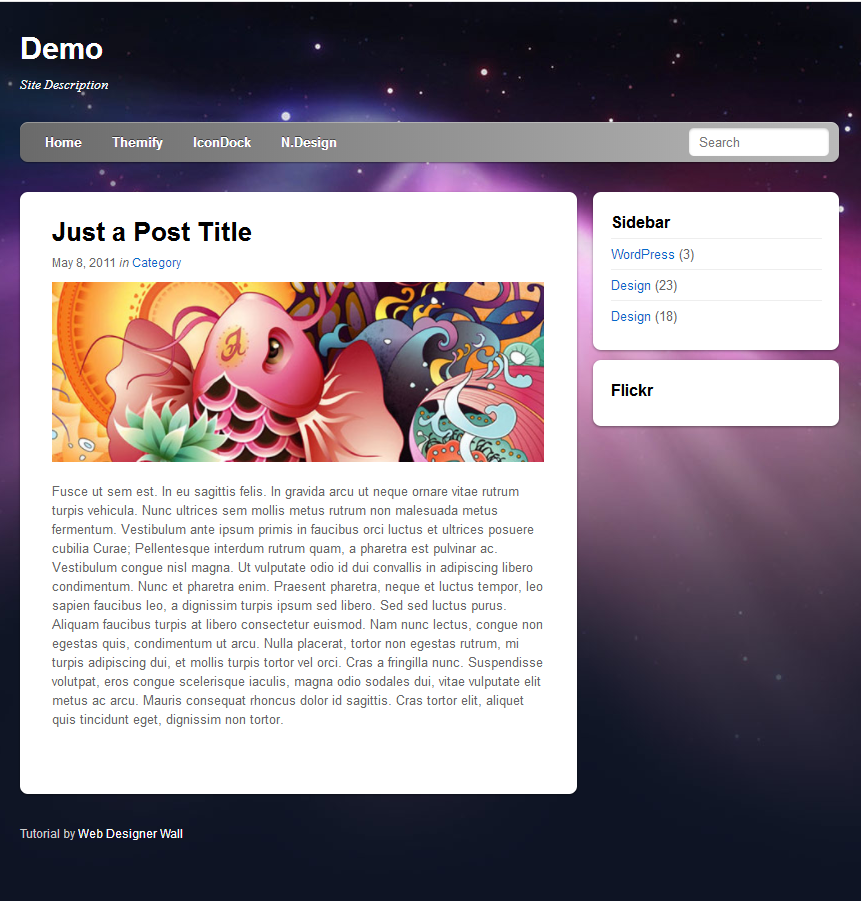 Demo
Site Description
Home Themify IconDock N.Design Search
Just a Post Title
May 8, 2011 in Category
Fusce ut sem est. In eu sagittis felis. In gravida arcu ut neque ornare vitae rutrum
turpis vehicula. Nunc ultrices sem mollis metus rutrum non malesuada metus
fermentum. Vestibulum ante ipsum primis in faucibus orci luctus et ultrices posuere
cubilia Curae; Pellentesque interdum rutrum quam, a pharetra est pulvinar ac.
Vestibulum congue nisl magna. Ut vulputate odio id dui convallis in adipiscing libero
condimentum. Nunc et pharetra enim. Praesent pharetra, neque et luctus tempor, leo
sapien faucibus leo, a dignissim turpis ipsum sed libero. Sed sed luctus purus.
Aliquam faucibus turpis at libero consectetur euismod. Nam nunc lectus, congue non
egestas quis, condimentum ut arcu. Nulla placerat, tortor non egestas rutrum, mi
turpis adipiscing dui, et mollis turpis tortor vel orci. Cras a fringilla nunc. Suspendisse
volutpat, eros congue scelerisque iaculis, magna odio sodales dui, vitae vulputate elit
metus ac arcu. Mauris consequat rhoncus dolor id sagittis. Cras tortor elit, aliquet
quis tincidunt eget, dignissim non tortor.
Sidebar
WordPress (3)
Design (23)
Design (18)
Flickr
Tutorial by Web Designer Wall